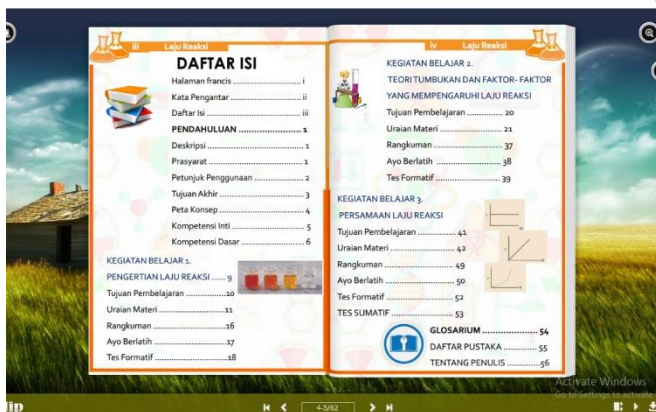 iii Laju Reaksi
DAFTAR ISI
Halaman francis ........................... i
Kata Pengantar ........................... ii
Daftar Isi ........................... iii
PENDAHULUAN ..................... 1
Deskripsi ........................... 1
Prasyarat ........................... 1
Petunjuk Penggunaan ................... 2
Tujuan Akhir ........................... 3
Peta Konsep ........................... 4
Kompetensi Inti ........................... 5
Kompetensi Dasar ........................ 6
KEGIATAN BELAJAR 1.
PENGERTIAN LAJU REAKSI ..... 9
Tujuan Pembelajaran ...............10
Uraian Materi ........................11
Rangkuman ...........................16
Ayo Berlatih ...........................17
Tes Formatif ...........................18
iv Laju Reaksi
KEGIATAN BELAJAR 2.
TEORI TUMBUKAN DAN FAKTOR- FAKTOR
YANG MEMPENGARUHI LAJU REAKSI
Tujuan Pembelajaran .............. 20
Uraian Materi ........................ 21
Rangkuman ........................ 37
Ayo Berlatih ........................ 38
Tes Formatif ........................ 39
KEGIATAN BELAJAR 3.
PERSAMAAN LAJU REAKSI
Tujuan Pembelajaran .............. 41
Uraian Materi ........................ 42
Rangkuman ........................ 49
Ayo Berlatih ........................ 50
Tes Formatif ........................ 52
TES SUMATIF ........................ 53
GLOSARIUM ..................... 54
DAFTAR PUSTAKA ............ 55
TENTANG PENULIS ............56
Activate Windows
Go to Settings to activate
lip
4-5/62